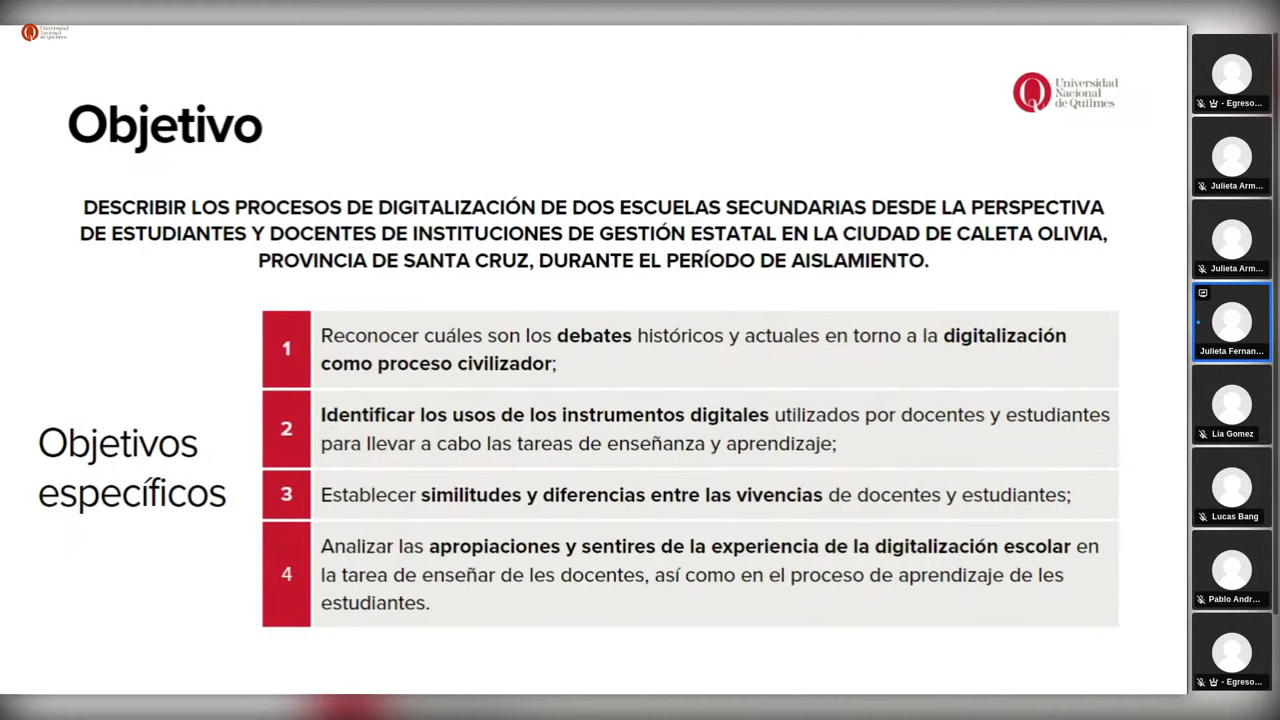 Universidad
Nacional
de Quilmes
Universidad
Nacional
de Quilmes
Objetivo
DESCRIBIR LOS PROCESOS DE DIGITALIZACIÓN DE DOS ESCUELAS SECUNDARIAS DESDE LA PERSPECTIVA
DE ESTUDIANTES Y DOCENTES DE INSTITUCIONES DE GESTIÓN ESTATAL EN LA CIUDAD DE CALETA OLIVIA,
PROVINCIA DE SANTA CRUZ, DURANTE EL PERÍODO DE AISLAMIENTO.
Objetivos
específicos
1
Reconocer cuáles son los debates históricos y actuales en torno a la digitalización
como proceso civilizador;
2
Identificar los usos de los instrumentos digitales utilizados por docentes y estudiantes
para llevar a cabo las tareas de enseñanza y aprendizaje;
3
Establecer similitudes y diferencias entre las vivencias de docentes y estudiantes;
4
Analizar las apropiaciones y sentires de la experiencia de la digitalización escolar en
la tarea de enseñar de les docentes, así como en el proceso de aprendizaje de les
estudiantes.
- Egreso...
Julieta Arm...
Julieta Arm...
Julieta Fernan...
Lia Gomez
Lucas Bang
Pablo Andr...
- Egreso...